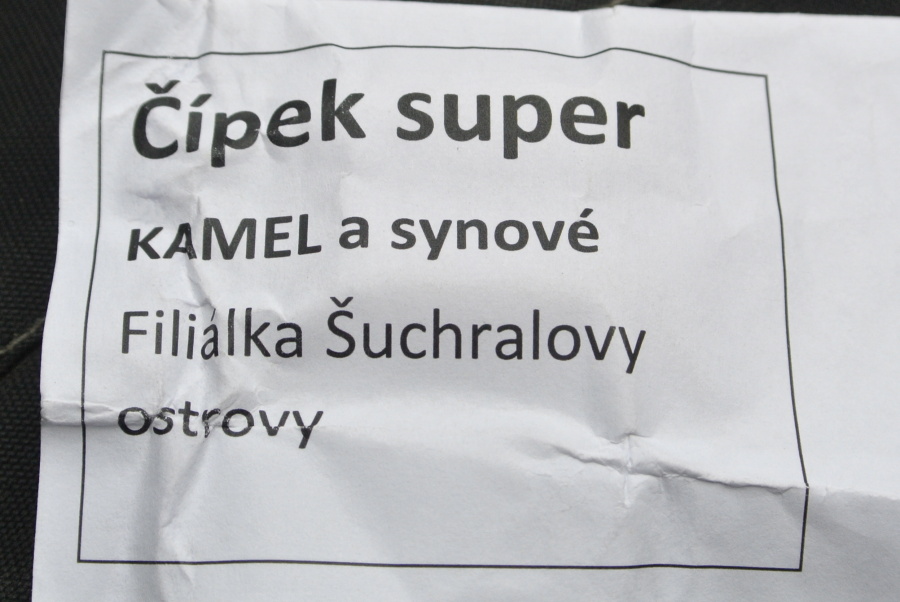 Čípek super
KAMEL a synové
Filiálka Šuchralovy
ostrovy